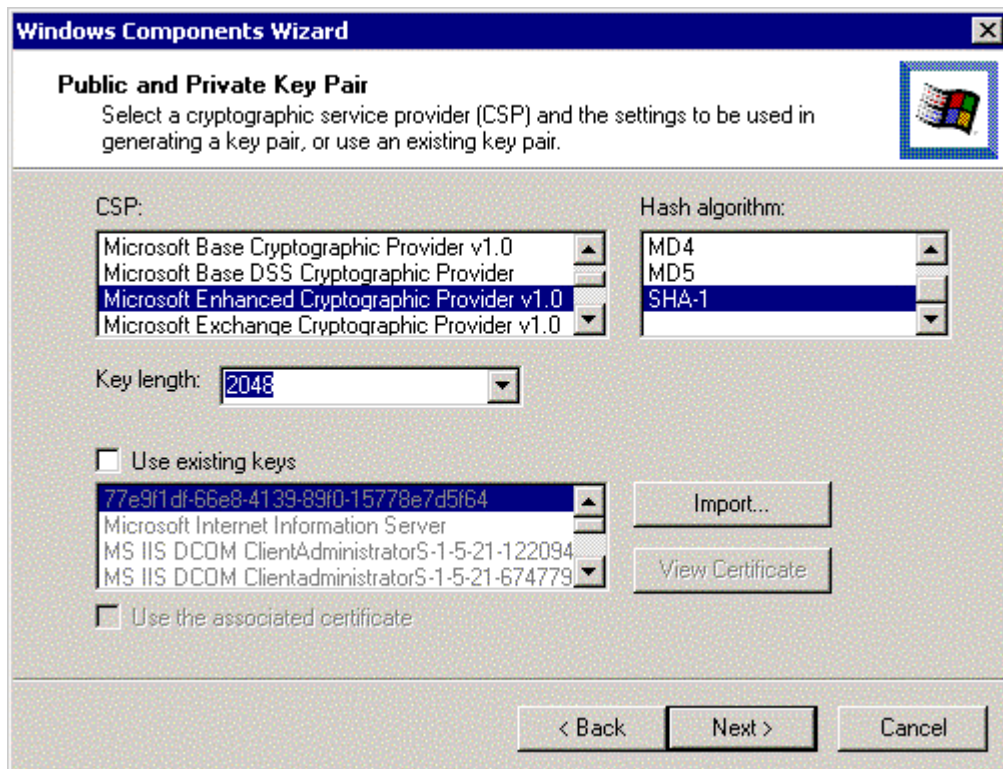 Windows Components Wizard
Public and Private Key Pair
Select a cryptographic service provider (CSP) and the settings to be used in
generating a key pair, or use an existing key pair.
CSP:
Hash algorithm:
Microsoft Base Cryptographic Provider v1.0
Microsoft Base DSS Cryptographic Provider
Microsoft Enhanced Cryptographic Provider v1.0
Microsoft Exchange Cryptographic Provider v1.0
MD4
MD5
SHA-1
Key length:
2048
Use existing keys
77e9f1df-66e8-4139-89f0-15778e7d5f64
Microsoft Internet Information Server
MS IIS DCOM ClientAdministratorS-1-5-21-122094
MS IIS DCOM ClientadministratorS-1-5-21-674779
Import...
View Certificate
Use the associated certificate
< Back
Next >
Cancel